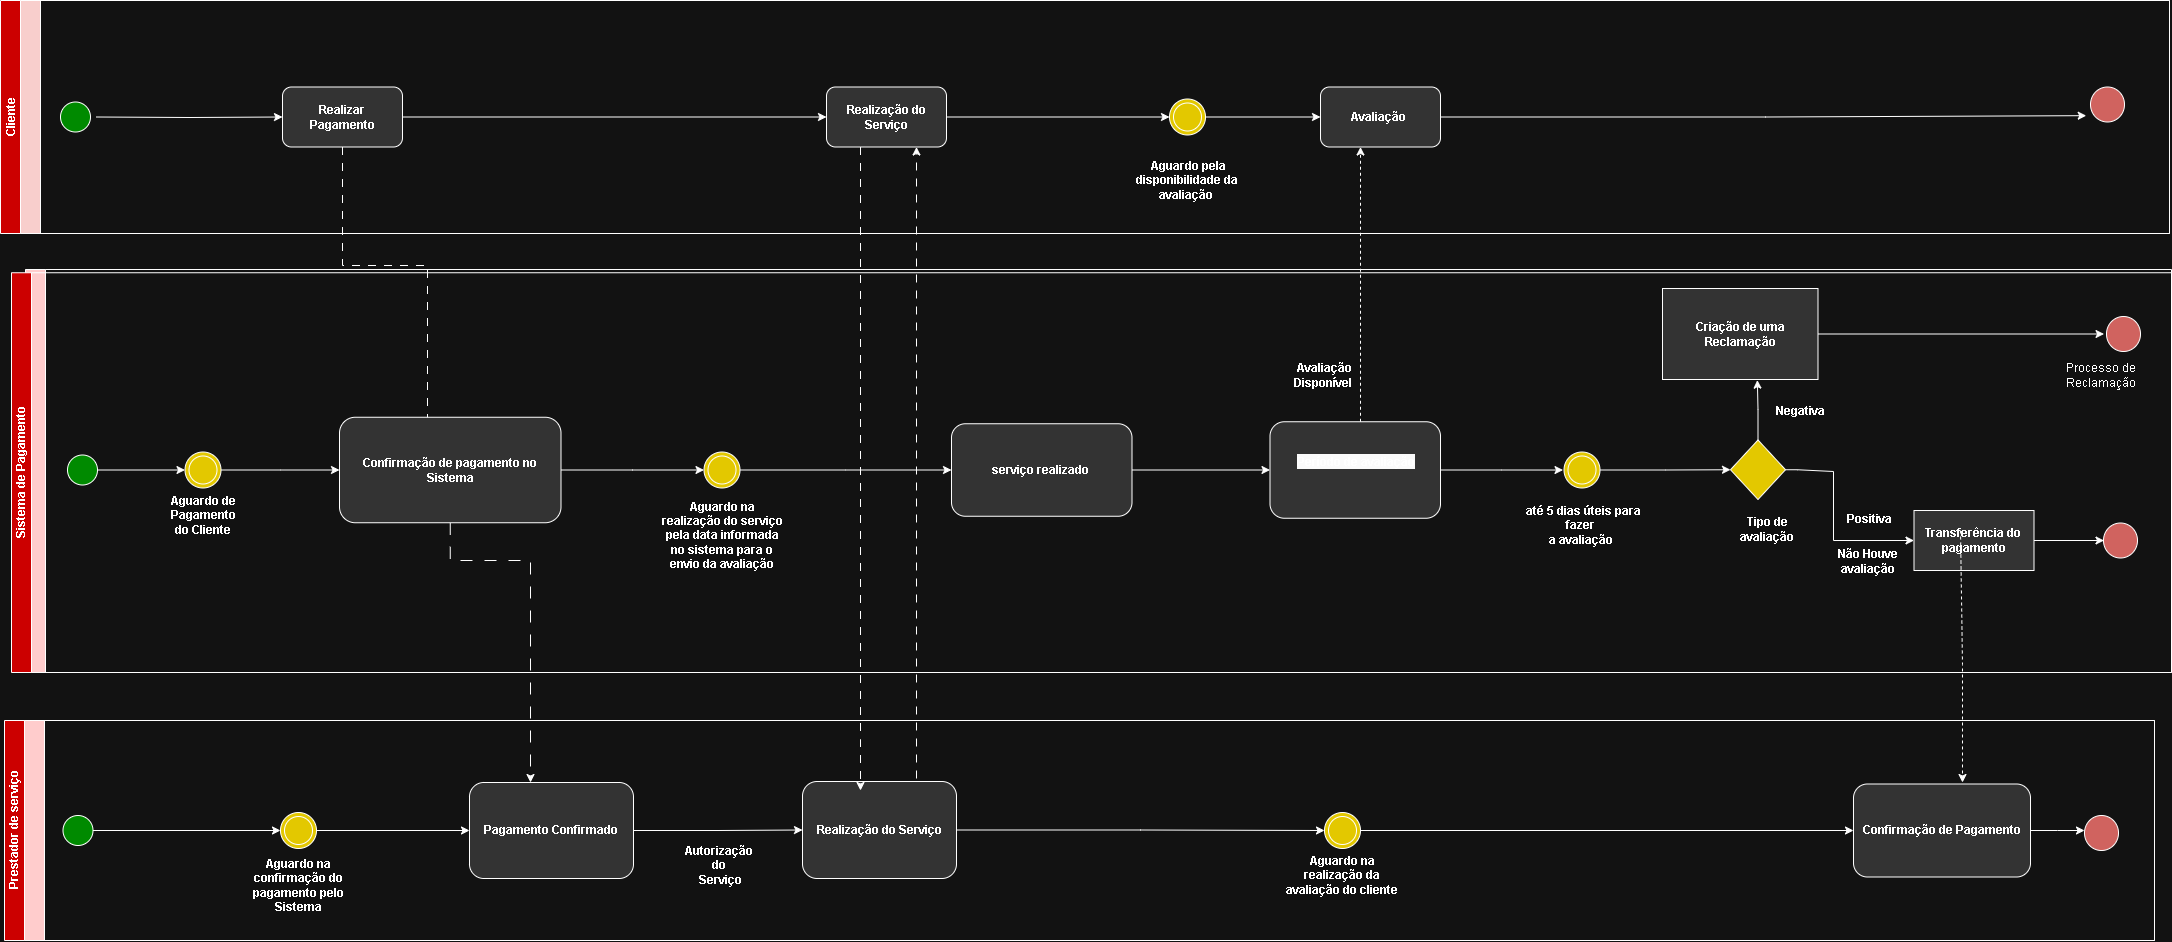 Cliente
Realizar
Pagamento
Realização do
Serviço
Aguardo pela
disponibilidade da
avaliação
Avaliação
Sistema de Pagamento
Aguardo de
Pagamento
do Cliente
Confirmação de pagamento no
Sistema
Aguardo na
realização do serviço
pela data informada
no sistema para o
envio da avaliação
serviço realizado
Avaliação
Disponível
até 5 dias úteis para
fazer
a avaliação
Criação de uma
Reclamação
Negativa
Tipo de
avaliação
Positiva
Não Houve
avaliação
Transferência do
pagamento
Processo de
Reclamação
Prestador de serviço
Aguardo na
confirmação do
pagamento pelo
Sistema
Pagamento Confirmado
Autorização
do
Serviço
Realização do Serviço
Aguardo na
realização da
avaliação do cliente
Confirmação de Pagamento